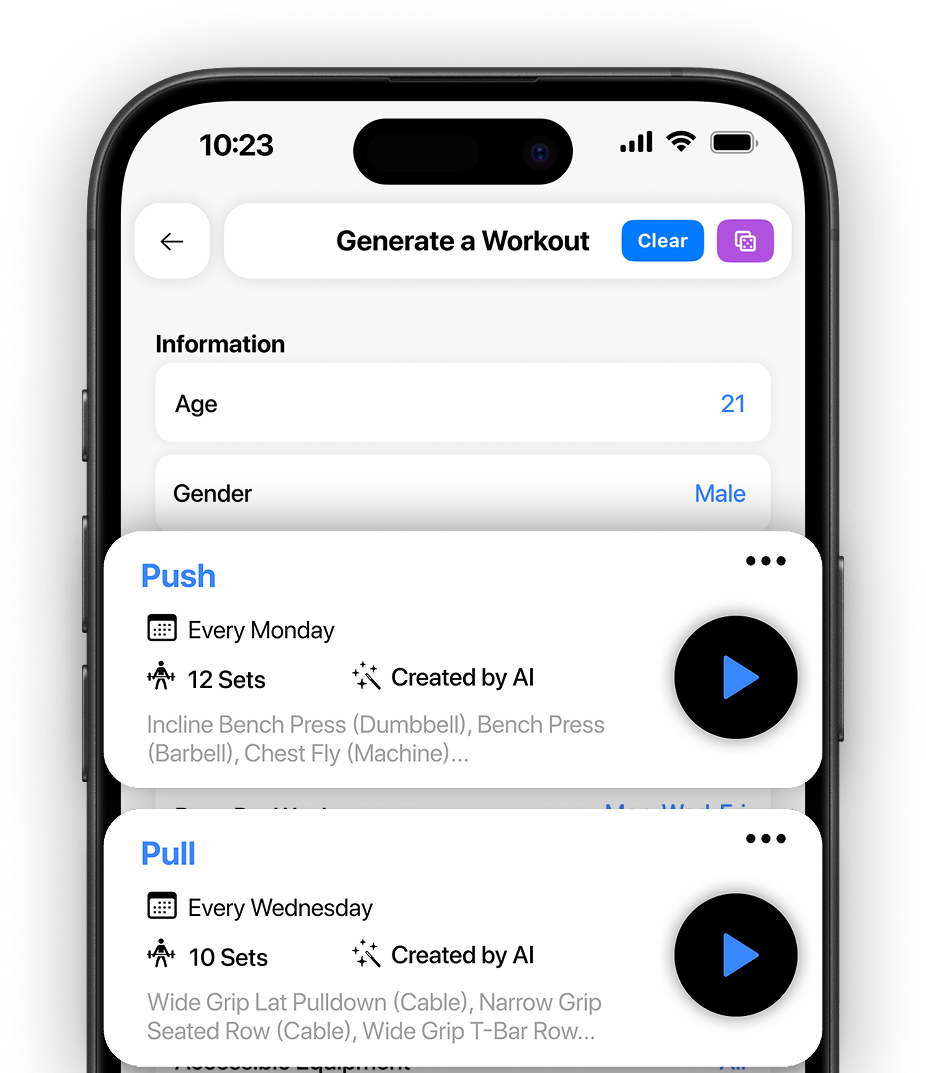 10:23
Generate a Workout
Clear
Information
Age
21
Gender
Male
Push
Every Monday
12 Sets
Created by AI
Incline Bench Press (Dumbbell), Bench Press
(Barbell), Chest Fly (Machine)...
Pull
Every Wednesday
10 Sets
Created by AI
Wide Grip Lat Pulldown (Cable), Narrow Grip
Seated Row (Cable), Wide Grip T-Bar Row...